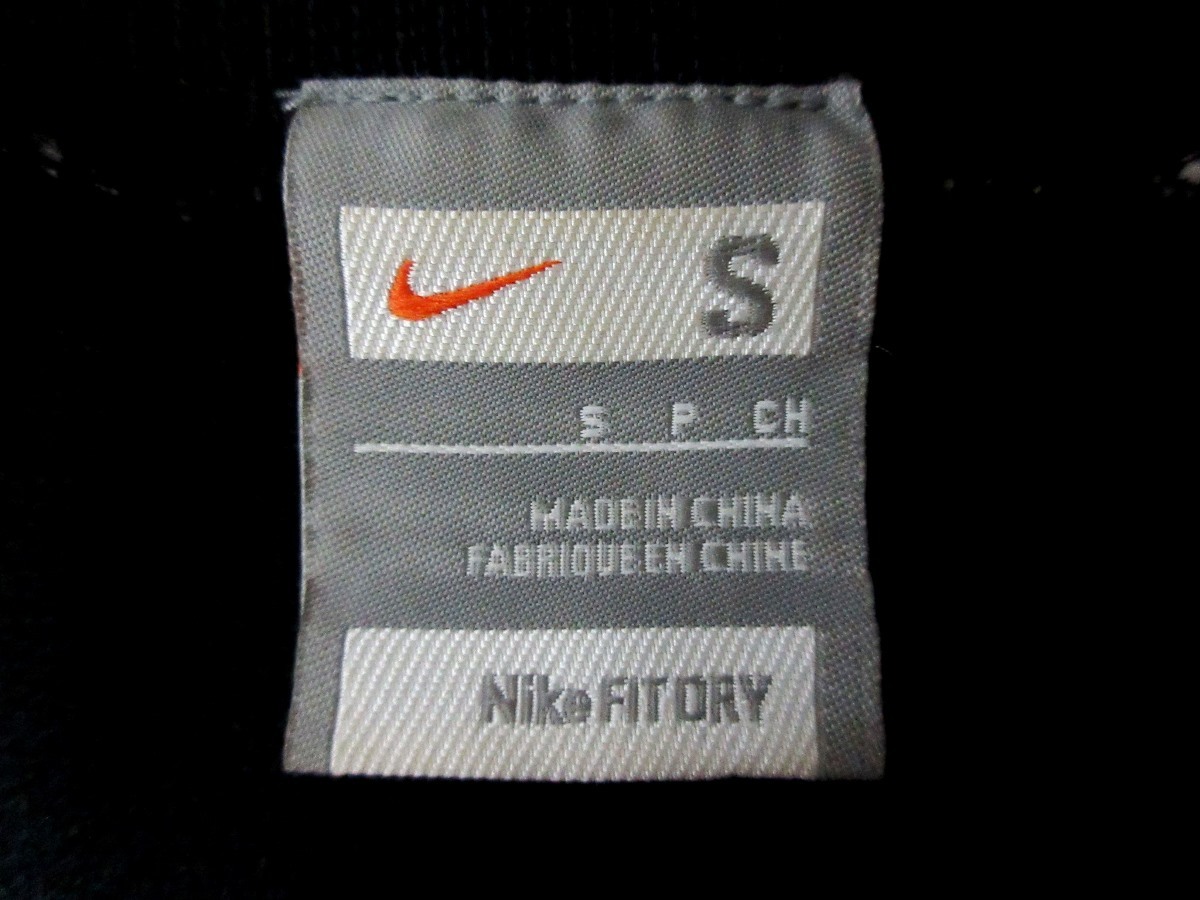 S
S P CH
MADE IN CHINA
FABRIQUE EN CHINE
Nike FIT DRY